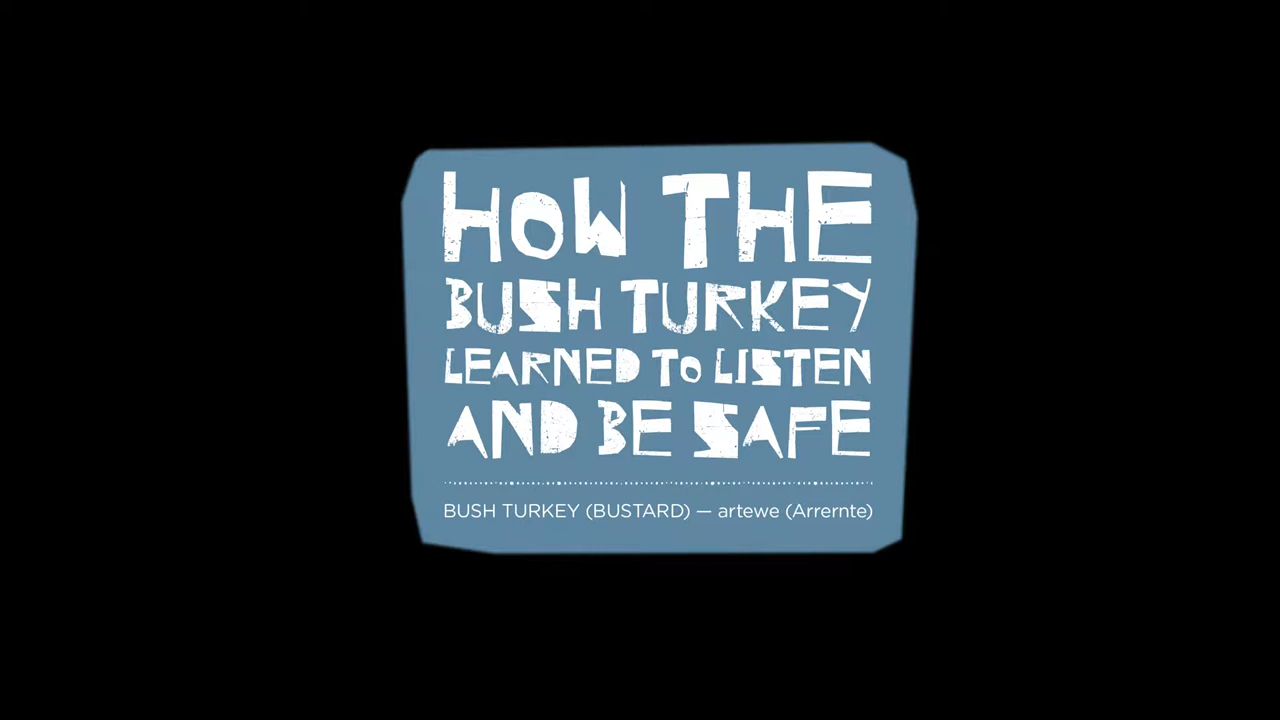 HOW THE
BUSH TURKEY
LEARNED TO LISTEN
AND BE SAFE
BUSH TURKEY (BUSTARD) — artewe (Arrernte)